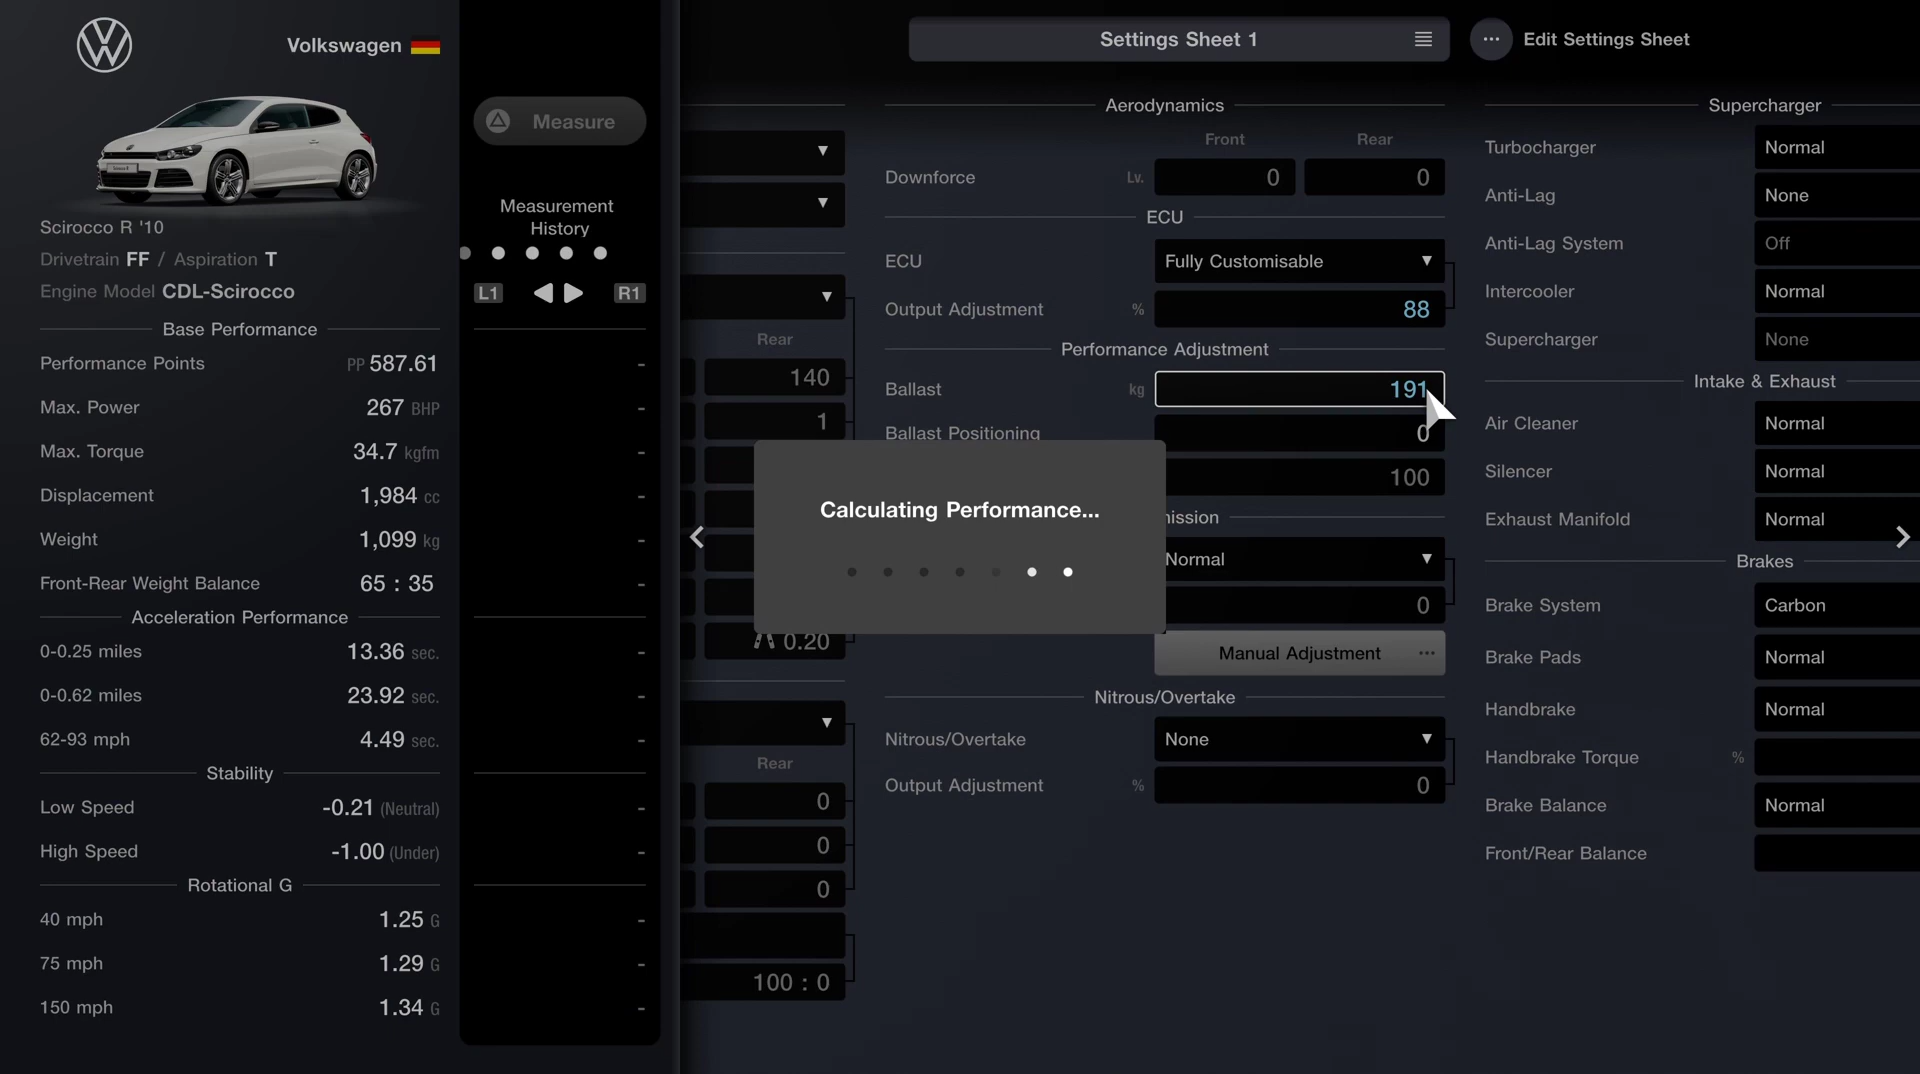 Volkswagen
Scirocco R '10
Drivetrain FF / Aspiration T
Engine Model CDL-Scirocco
Base Performance
Performance Points PP 587.61
Max. Power 267 BHP
Max. Torque 34.7 kgfm
Displacement 1,984 cc
Weight 1,099 kg
Front-Rear Weight Balance 65 : 35
Acceleration Performance
0-0.25 miles 13.36 sec.
0-0.62 miles 23.92 sec.
62-93 mph 4.49 sec.
Stability
Low Speed -0.21 (Neutral)
High Speed -1.00 (Under)
Rotational G
40 mph 1.25 G
75 mph 1.29 G
150 mph 1.34 G
Measure
Measurement
History
L1 R1
-
-
-
-
-
-
-
-
-
-
-
-
-
-
Settings Sheet 1
Edit Settings Sheet
Rear
140
1
0.20
Rear
0
0
0
100 : 0
Aerodynamics
Front Rear
Downforce Lv. 0 0
ECU
ECU Fully Customisable
Output Adjustment % 88
Performance Adjustment
Ballast kg 191
Ballast Positioning 0
100
Calculating Performance...
mission
Normal
0
Manual Adjustment
Nitrous/Overtake
Nitrous/Overtake None
Output Adjustment % 0
Supercharger
Turbocharger Normal
Anti-Lag None
Anti-Lag System Off
Intercooler Normal
Supercharger None
Intake & Exhaust
Air Cleaner Normal
Silencer Normal
Exhaust Manifold Normal
Brakes
Brake System Carbon
Brake Pads Normal
Handbrake Normal
Handbrake Torque %
Brake Balance Normal
Front/Rear Balance